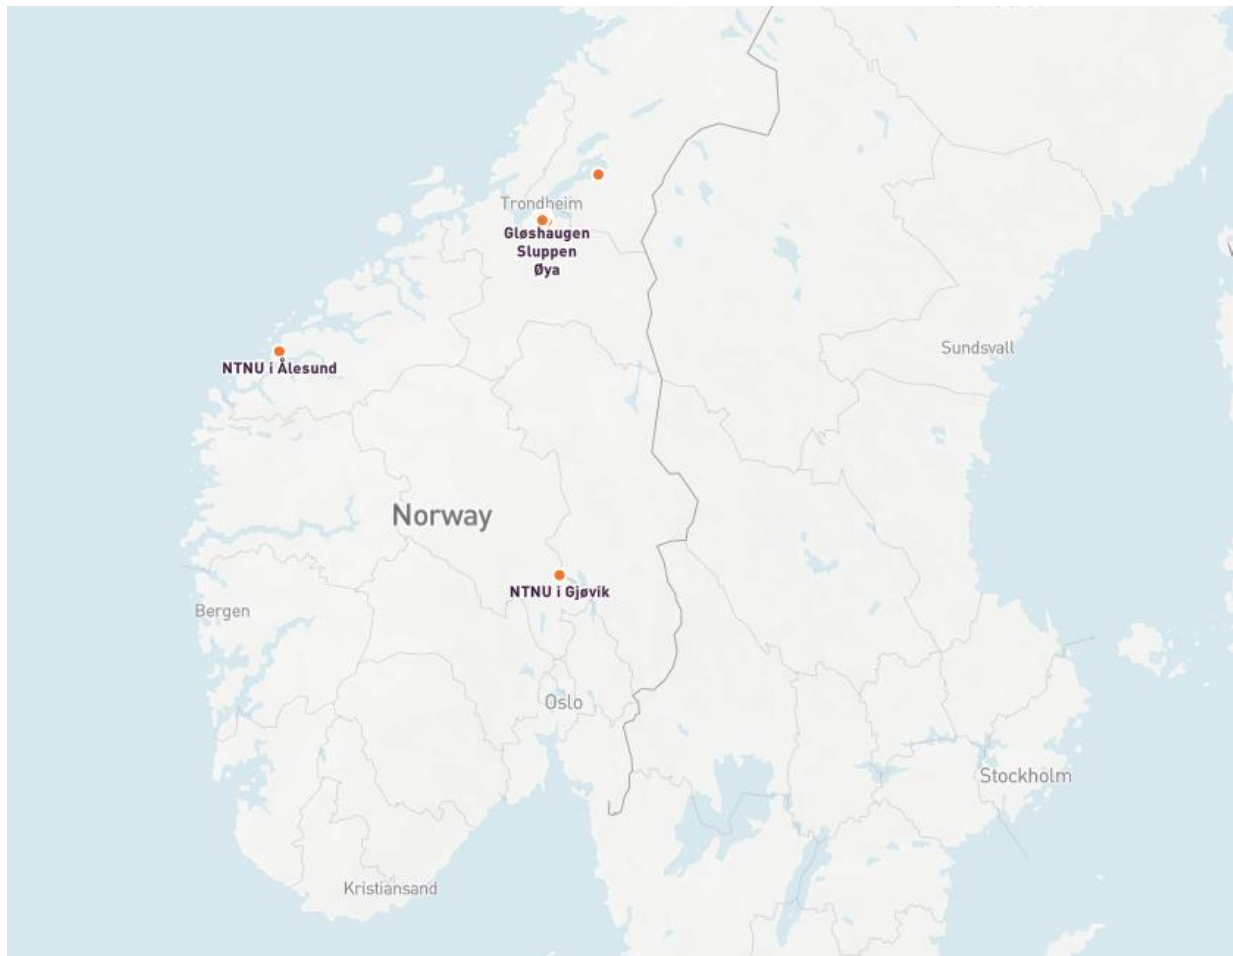 Trondheim
Gløshaugen
Sluppen
Øya
Sundsvall
NTNU i Ålesund
Norway
NTNU i Gjøvik
Bergen
Oslo
Stockholm
Kristiansand